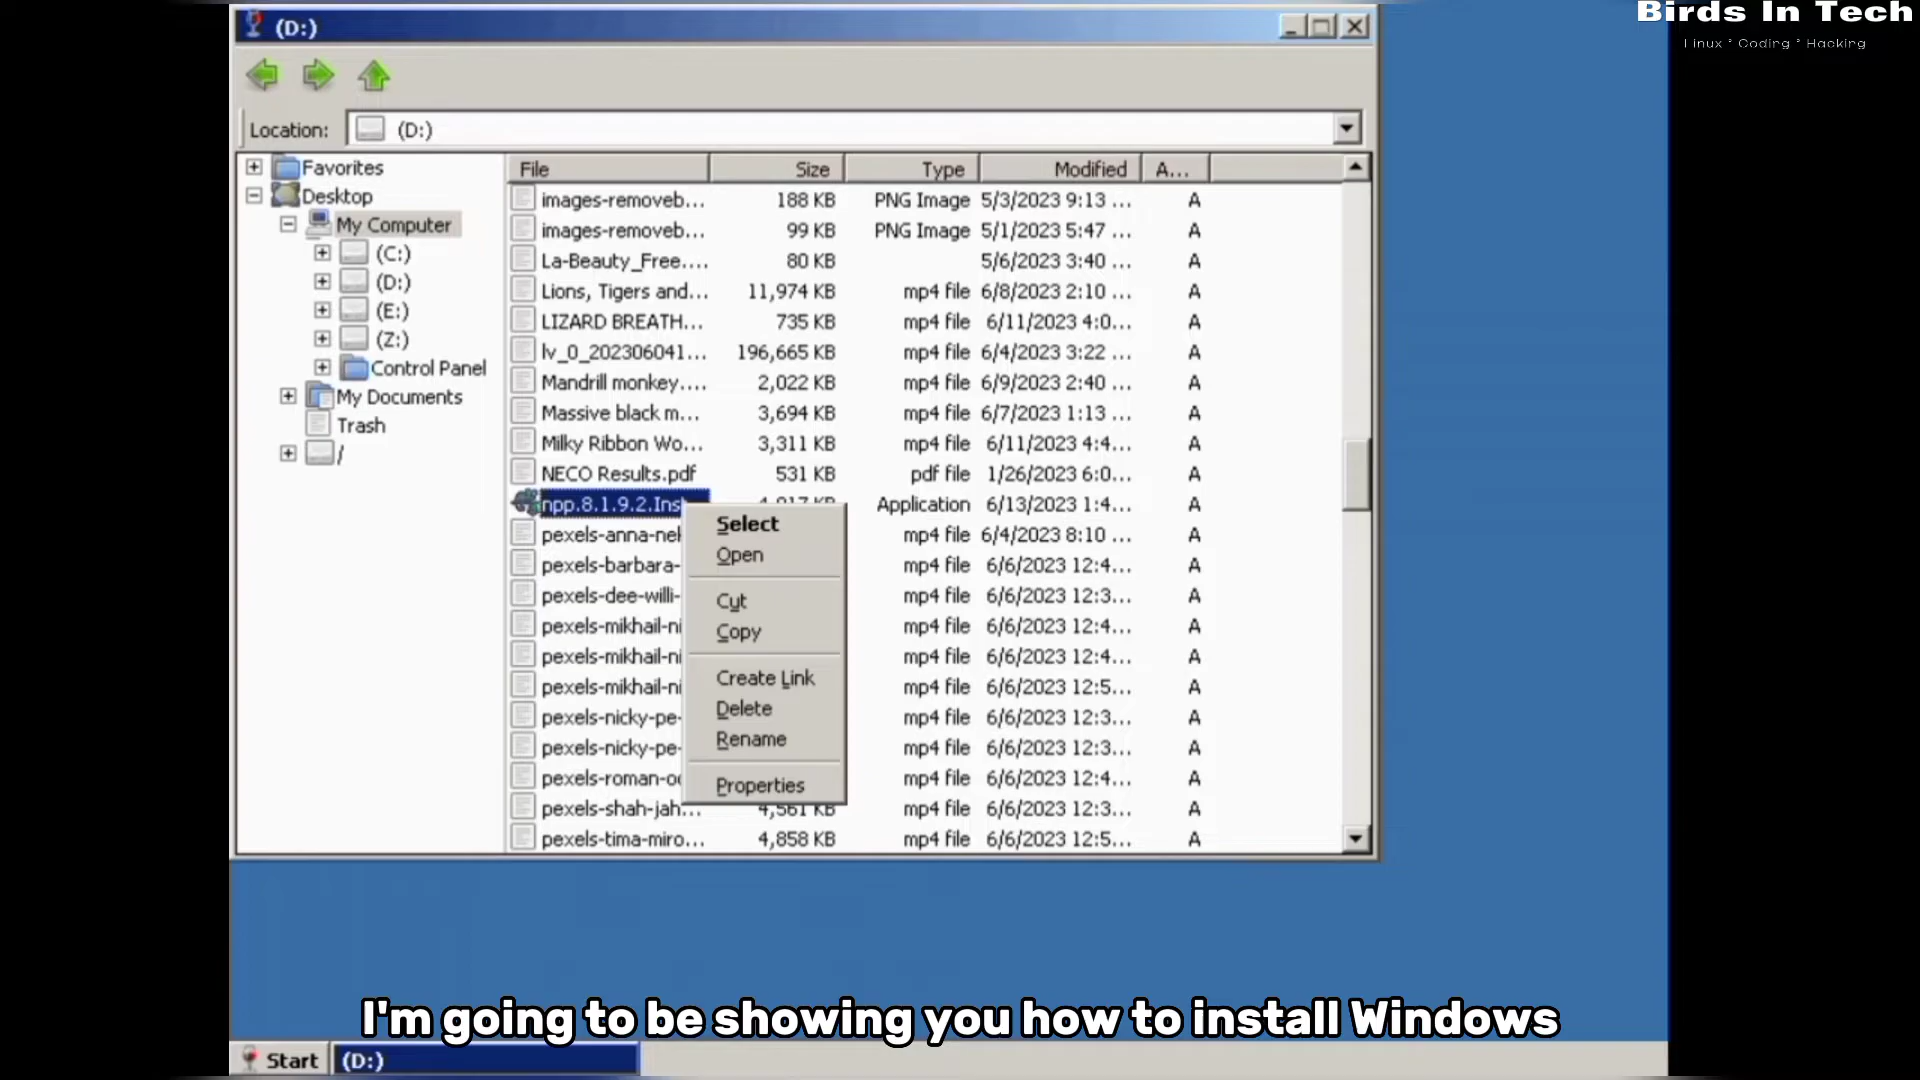 Birds In Tech
Linux * Coding * Hacking
(D:)
Location: (D:)
Favorites
Desktop
My Computer
(C:)
(D:)
(E:)
(Z:)
Control Panel
My Documents
Trash
/
File Size Type Modified A...
images-removeb... 188 KB PNG Image 5/3/2023 9:13 ... A
images-removeb... 99 KB PNG Image 5/1/2023 5:47 ... A
La-Beauty_Free.... 80 KB 5/6/2023 3:40 ... A
Lions, Tigers and... 11,974 KB mp4 file 6/8/2023 2:10 ... A
LIZARD BREATH... 735 KB mp4 file 6/11/2023 4:0... A
lv_0_202306041... 196,665 KB mp4 file 6/4/2023 3:22 ... A
Mandrill monkey.... 2,022 KB mp4 file 6/9/2023 2:40 ... A
Massive black m... 3,694 KB mp4 file 6/7/2023 1:13 ... A
Milky Ribbon Wo... 3,311 KB mp4 file 6/11/2023 4:4... A
NECO Results.pdf 531 KB pdf file 1/26/2023 6:0... A
npp.8.1.9.2.Ins Application 6/13/2023 1:4... A
pexels-anna-nel mp4 file 6/4/2023 8:10 ... A
pexels-barbara- mp4 file 6/6/2023 12:4... A
pexels-dee-willi- mp4 file 6/6/2023 12:3... A
pexels-mikhail-ni mp4 file 6/6/2023 12:4... A
pexels-mikhail-ni mp4 file 6/6/2023 12:4... A
pexels-mikhail-ni mp4 file 6/6/2023 12:5... A
pexels-nicky-pe- mp4 file 6/6/2023 12:3... A
pexels-nicky-pe- mp4 file 6/6/2023 12:3... A
pexels-roman-o mp4 file 6/6/2023 12:4... A
pexels-shah-jah... 4,561 KB mp4 file 6/6/2023 12:3... A
pexels-tima-miro... 4,858 KB mp4 file 6/6/2023 12:5... A
Select
Open
Cut
Copy
Create Link
Delete
Rename
Properties
I'm going to be showing you how to install Windows
Start (D:)